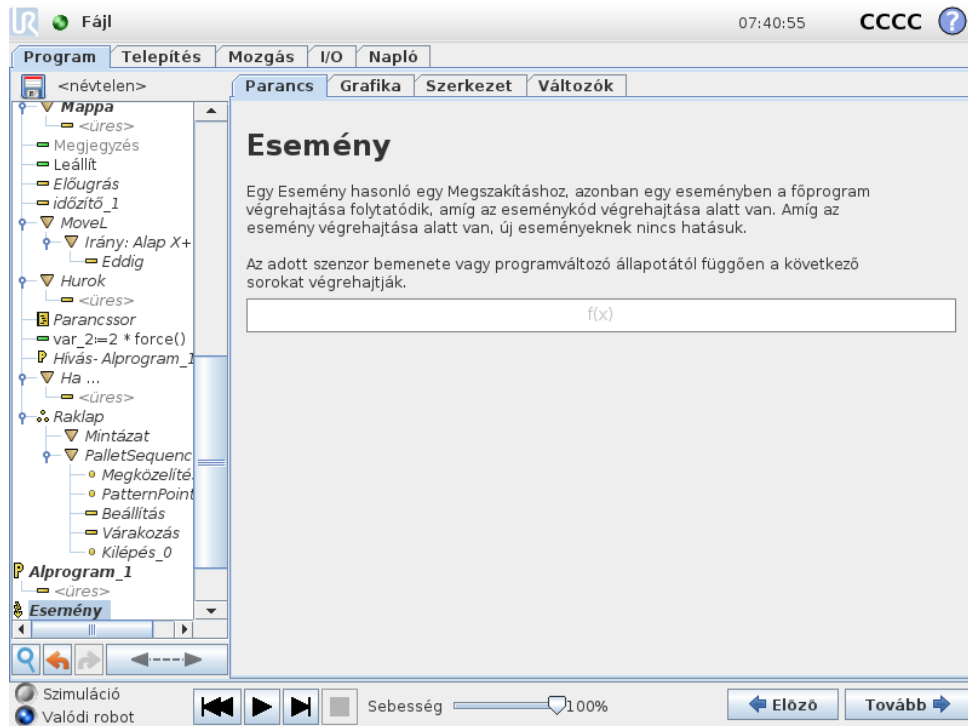 Fájl
07:40:55
CCCC
?
Program Telepítés Mozgás I/O Napló
<névtelen>
Parancs Grafika Szerkezet Változók
Mappa
<üres>
Megjegyzés
Leállít
Előugrás
időzítő_1
MoveL
Irány: Alap X+
Eddig
Hurok
<üres>
Parancssor
var_2:=2 * force()
Hívás- Alprogram_1
Ha ...
<üres>
Raklap
Mintázat
PalletSequenc
Megközelíté
PatternPoint
Beállítás
Várakozás
Kilépés_0
Alprogram_1
<üres>
Esemény
Esemény
Egy Esemény hasonló egy Megszakításhoz, azonban egy eseményben a főprogram
végrehajtása folytatódik, amíg az eseménykód végrehajtása alatt van. Amíg az
esemény végrehajtása alatt van, új eseményeknek nincs hatásuk.
Az adott szenzor bemenete vagy programváltozó állapotától függően a következő
sorokat végrehajtják.
f(x)
Szimuláció
Valódi robot
Sebesség 100%
Előző
Tovább